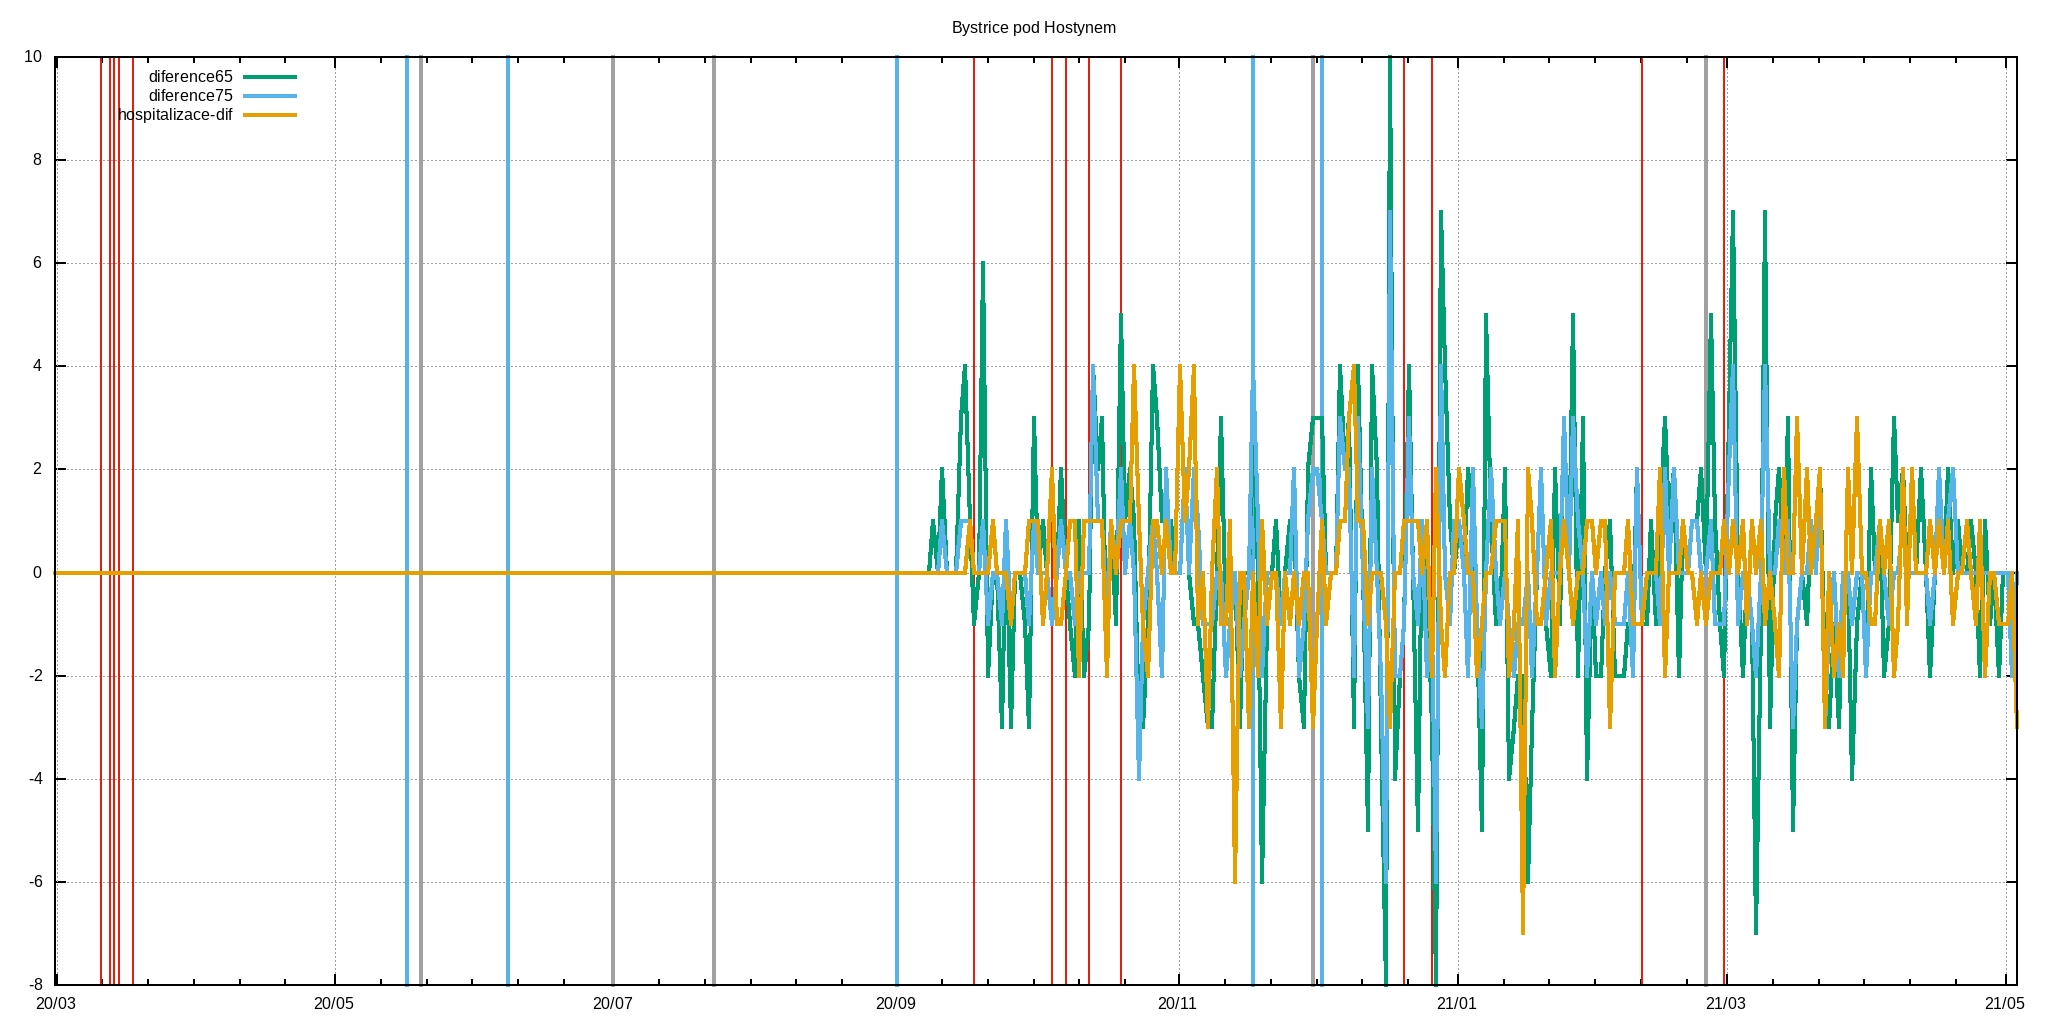 Bystrice pod Hostynem
10
8
6
4
2
0
-2
-4
-6
-8
diference65
diference75
hospitalizace-dif
20/03 20/05 20/07 20/09 20/11 21/01 21/03 21/05